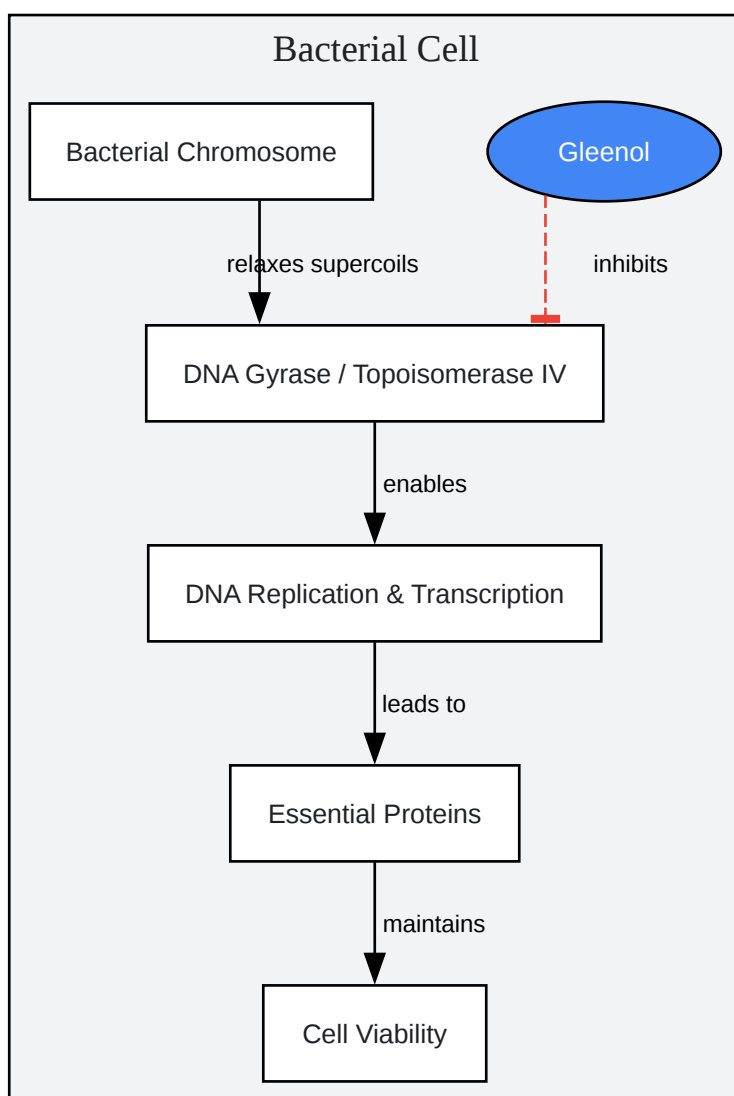 Bacterial Cell
Bacterial Chromosome
Gleenol
relaxes supercoils
inhibits
DNA Gyrase / Topoisomerase IV
enables
DNA Replication & Transcription
leads to
Essential Proteins
maintains
Cell Viability